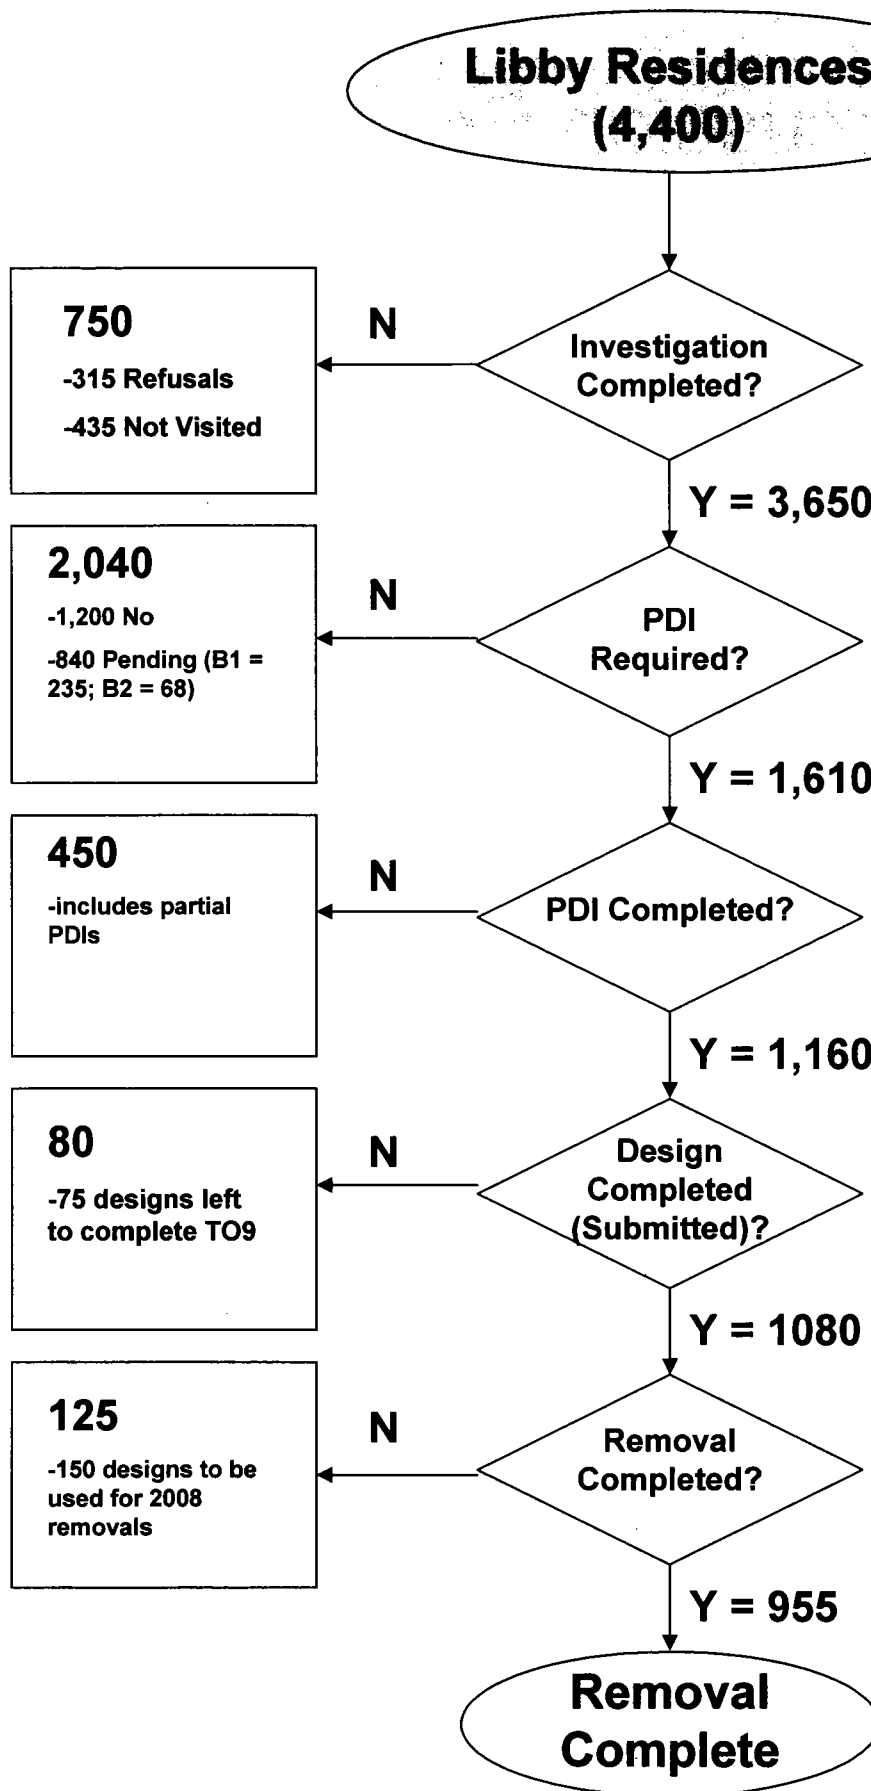 Libby Residences
(4,400)
750
-315 Refusals
-435 Not Visited
N
Investigation
Completed?
Y = 3,650
2,040
-1,200 No
-840 Pending (B1 =
235; B2 = 68)
N
PDI
Required?
Y = 1,610
450
-includes partial
PDIs
N
PDI Completed?
Y = 1,160
80
-75 designs left
to complete TO9
N
Design
Completed
(Submitted)?
Y = 1080
125
-150 designs to be
used for 2008
removals
N
Removal
Completed?
Y = 955
Removal
Complete